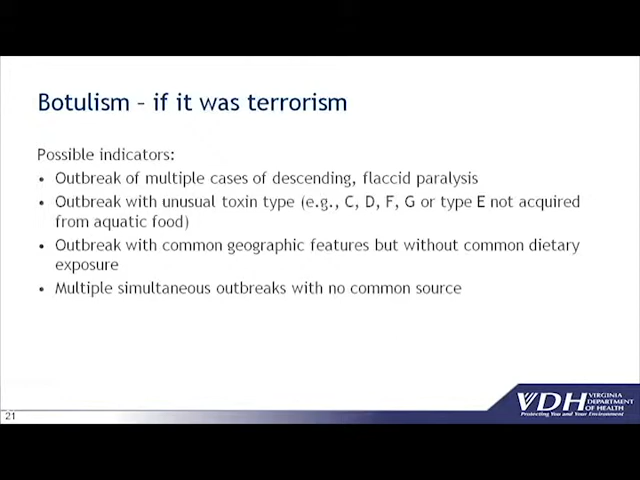 Botulism – if it was terrorism
Possible indicators:
• Outbreak of multiple cases of descending, flaccid paralysis
• Outbreak with unusual toxin type (e.g., C, D, F, G or type E not acquired
from aquatic food)
• Outbreak with common geographic features but without common dietary
exposure
• Multiple simultaneous outbreaks with no common source
21
VDH VIRGINIA
DEPARTMENT
OF HEALTH
Protecting You and Your Environment